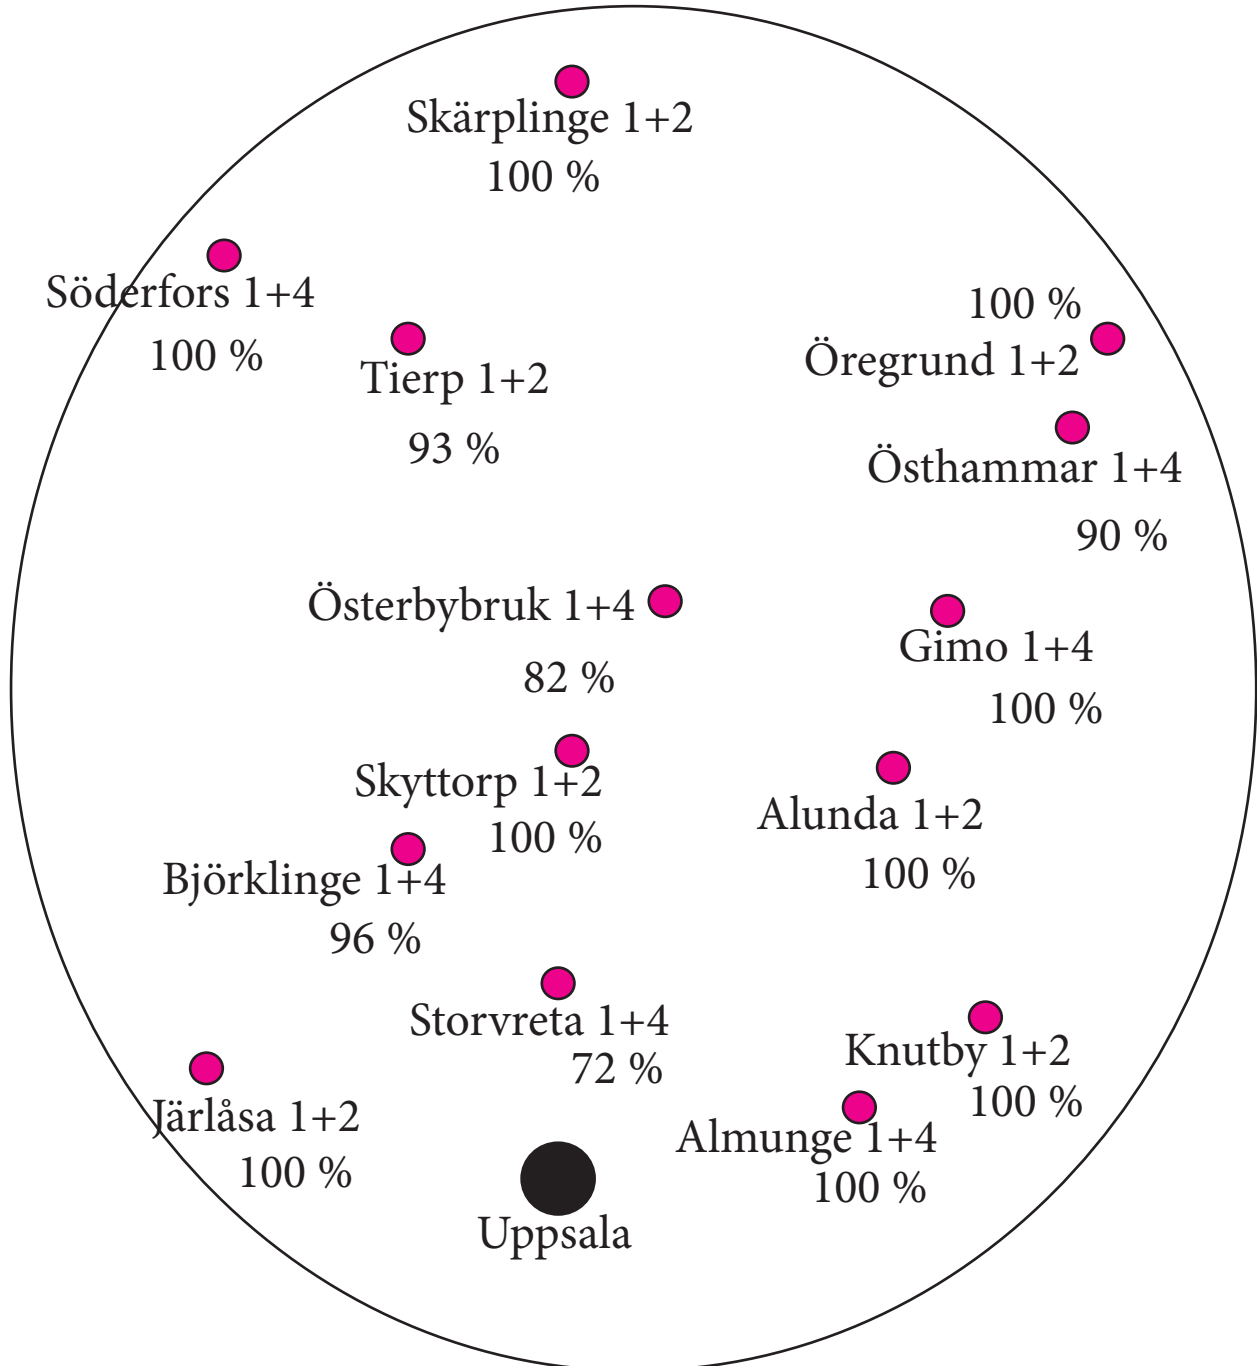 Skärplinge 1+2
100 %
Söderfors 1+4
100 %
Tierp 1+2
93 %
100 %
Öregrund 1+2
Östhammar 1+4
90 %
Österbybruk 1+4
82 %
Gimo 1+4
100 %
Skyttorp 1+2
100 %
Alunda 1+2
100 %
Björklinge 1+4
96 %
Storvreta 1+4
72 %
Knutby 1+2
100 %
Järlåsa 1+2
100 %
Almunge 1+4
100 %
Uppsala